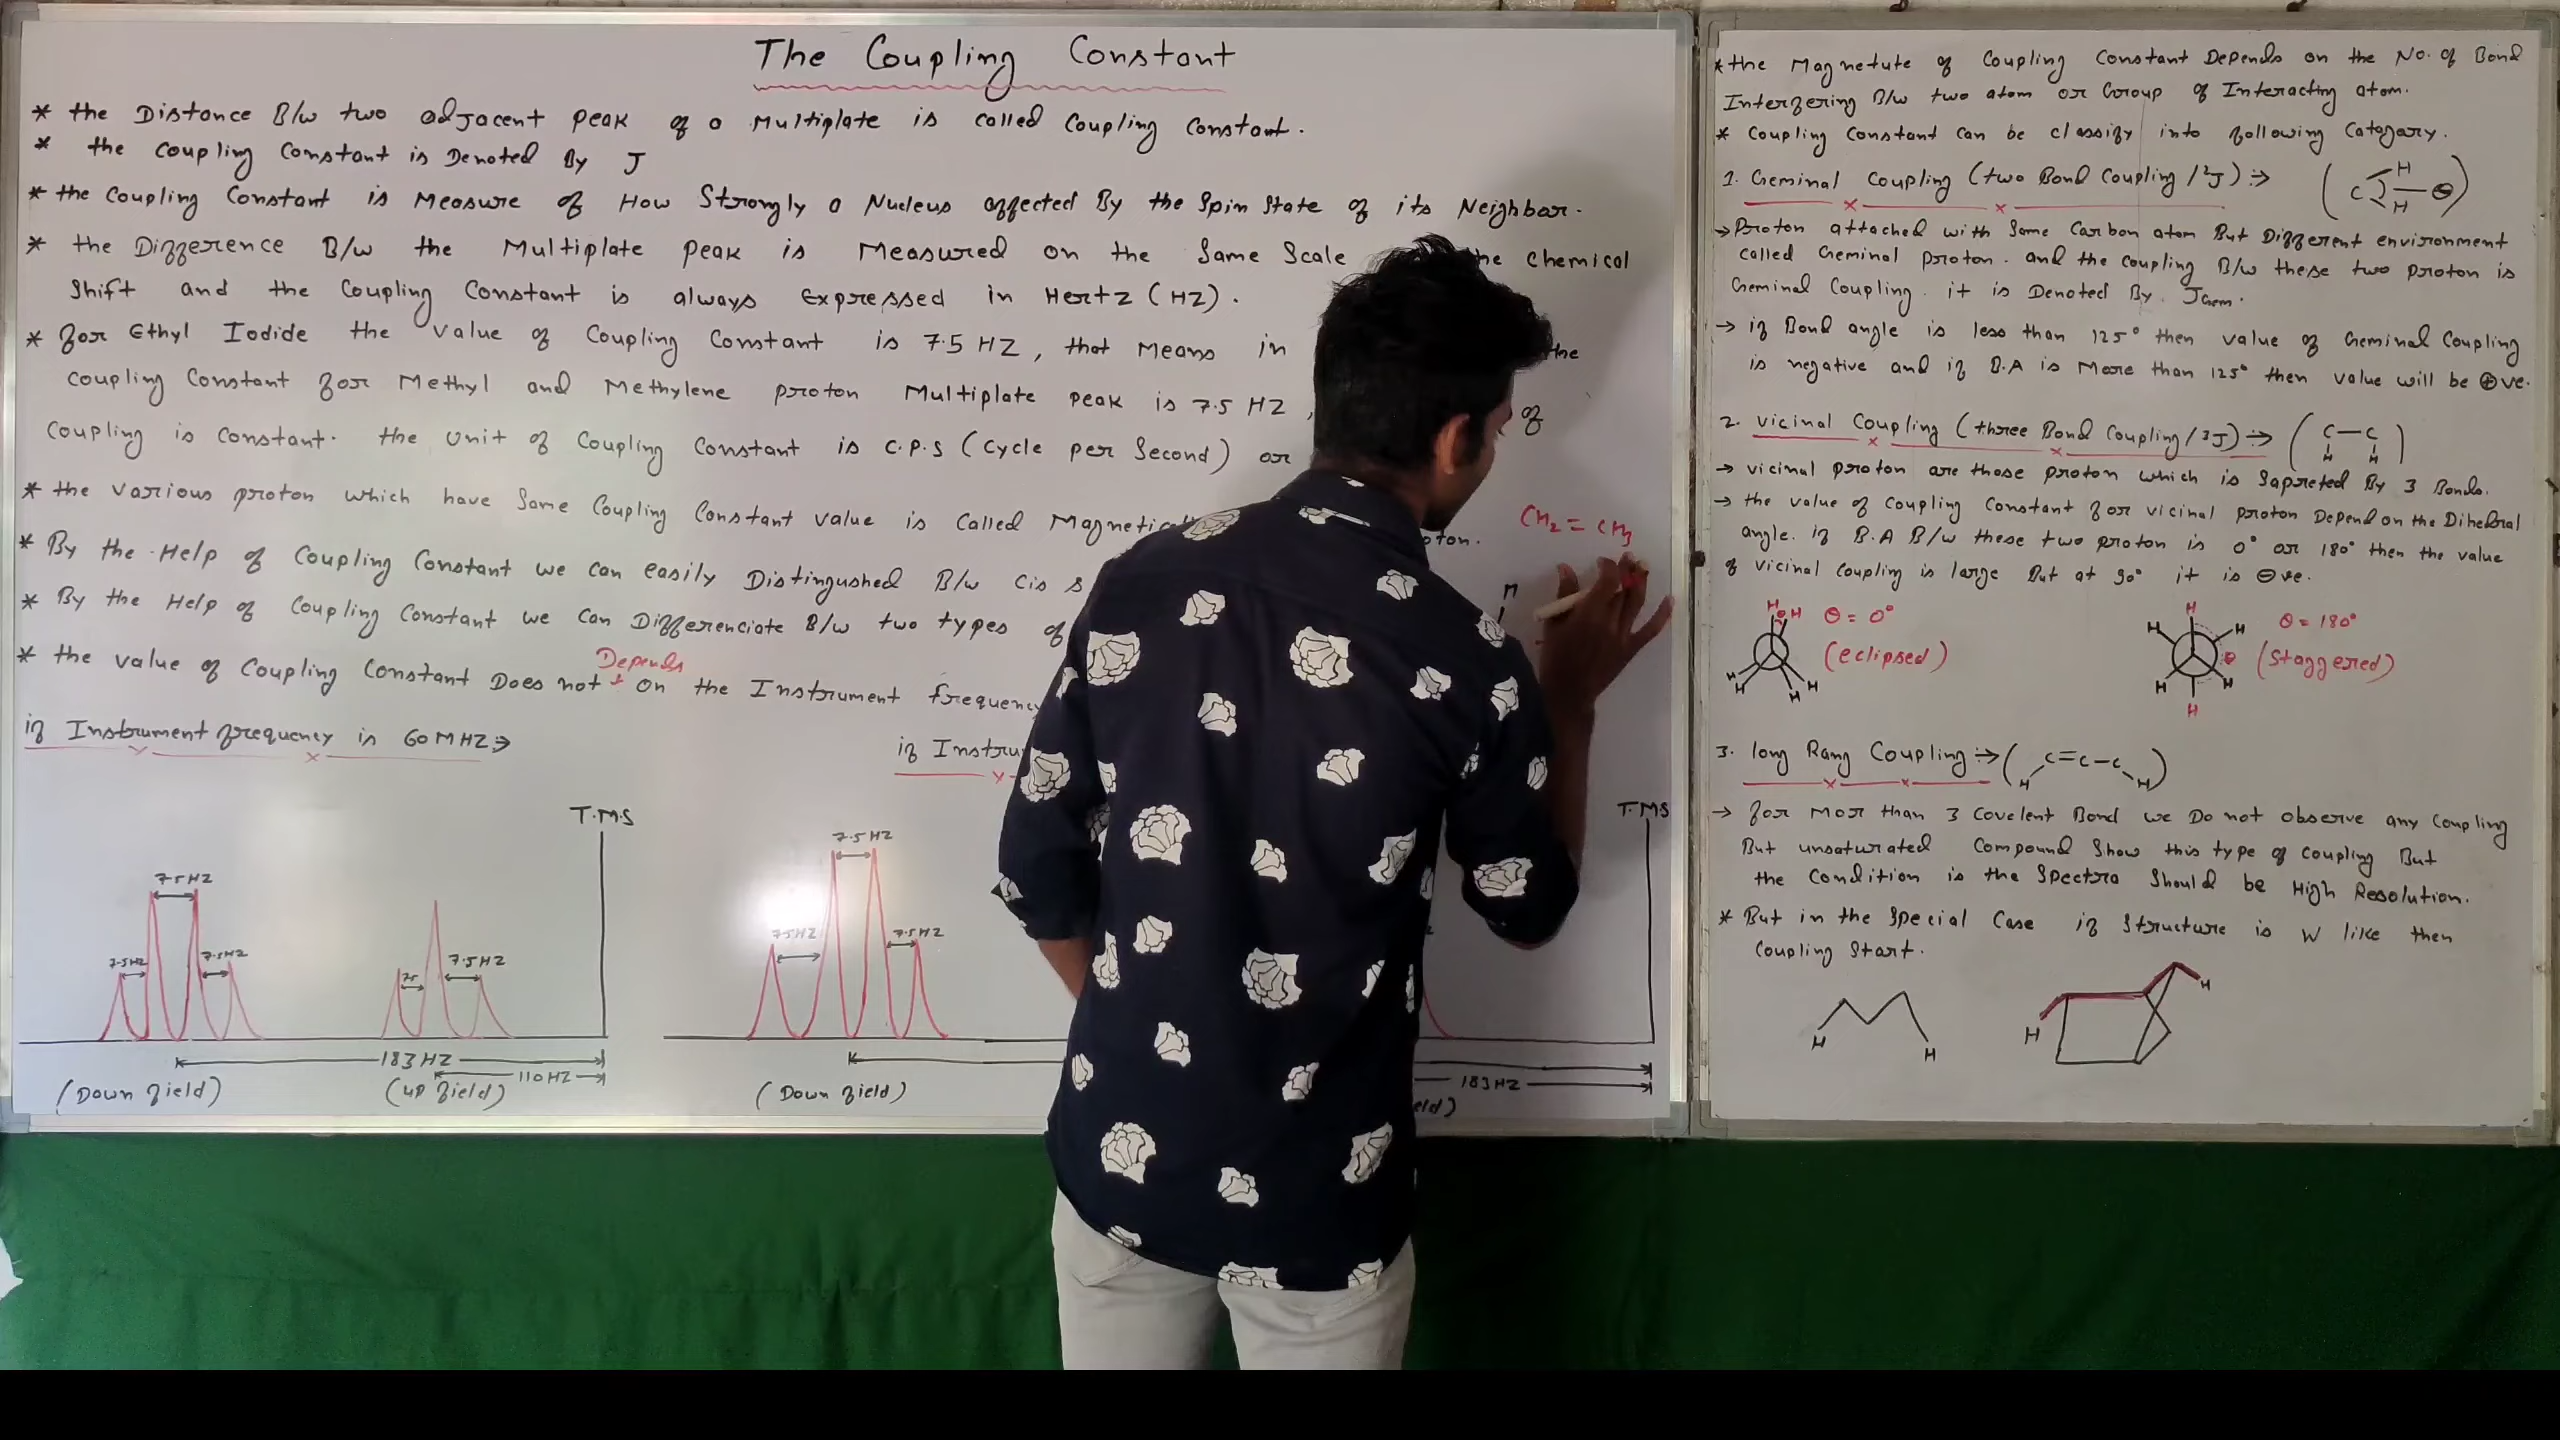 The Coupling Constant
* the Distance B/w two adjacent peak of a Multiplate is called Coupling Constant.
* the Coupling Constant is Denoted By J
* the Coupling Constant is Measure of How Strongly a Nucleus affected By the Spin State of its Neighbor.
* the Difference B/w the Multiplate peak is Measured on the Same Scale the Chemical
Shift and the Coupling Constant is always Expressed in Hertz (HZ).
* for Ethyl Iodide the value of Coupling Constant is 7.5 HZ, that Means in the
Coupling Constant for Methyl and Methylene proton Multiplate peak is 7.5 HZ, of
Coupling is Constant. the Unit of Coupling Constant is C.P.S (Cycle per Second) or
* the various proton which have Same Coupling Constant value is Called
* By the Help of Coupling Constant we can easily Distingushed B/w Cis
* By the Help of Coupling Constant we Can Differenciate B/w two types of
Depends
* the value of Coupling Constant Does not on the Instrument frequency
CH2 = CH3
H
if Instrument frequency is 60 MHZ ⇒
if
T.M.S
7.5 HZ
7.5 HZ
7.5 HZ
7.5
7.5 HZ
183 HZ
110 HZ
(Down field)
(up field)
7.5 HZ
7.5 HZ
7.5 HZ
T.M.S
183 HZ
(Down field)
* the Magnetute of Coupling Constant Depends on the No. of Bond
Interfering B/w two atom or Group of Interacting atom.
* Coupling Constant can be classify into following Catagary.
1. Geminal Coupling (two Bond Coupling / 2J) :⇒ ( C H H ⊖ )
→ Proton attached with Same Carbon atom But Different environment
called Geminal proton. and the coupling B/w these two proton is
Geminal Coupling. it is Denoted By Jgem.
→ if Bond angle is less than 125° then value of Geminal Coupling
is negative and if B.A is More than 125° then value will be ⊕ve.
2. vicinal Coupling (three Bond Coupling / 3J) :⇒ ( C — C H H )
→ vicinal proton are those proton which is Sapreted By 3 Bonds.
→ the value of Coupling Constant for vicinal proton Depend on the Dihedral
angle. if B.A B/w these two proton is 0° or 180° then the value
of vicinal coupling is large But at 90° it is ⊖ve.
H H H H H H
θ = 0°
(eclipsed)
H H H H H H
θ = 180°
(Staggered)
3. long Rang Coupling :⇒ ( H C=C-C H )
→ for Mor than 3 Covelent Bond we Do not observe any Coupling
But unsaturated Compound Show this type of Coupling But
the Condition is the Spectra Should be High Resolution.
* But in the Special Case if Structure is W like then
Coupling Start.
H H
H H